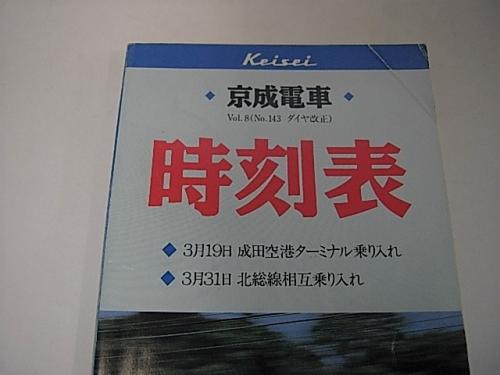 Keisei
京成電車
Vol.8(No.143 ダイヤ改正)
時刻表
◆ 3月19日 成田空港ターミナル乗り入れ
◆ 3月31日 北総線相互乗り入れ